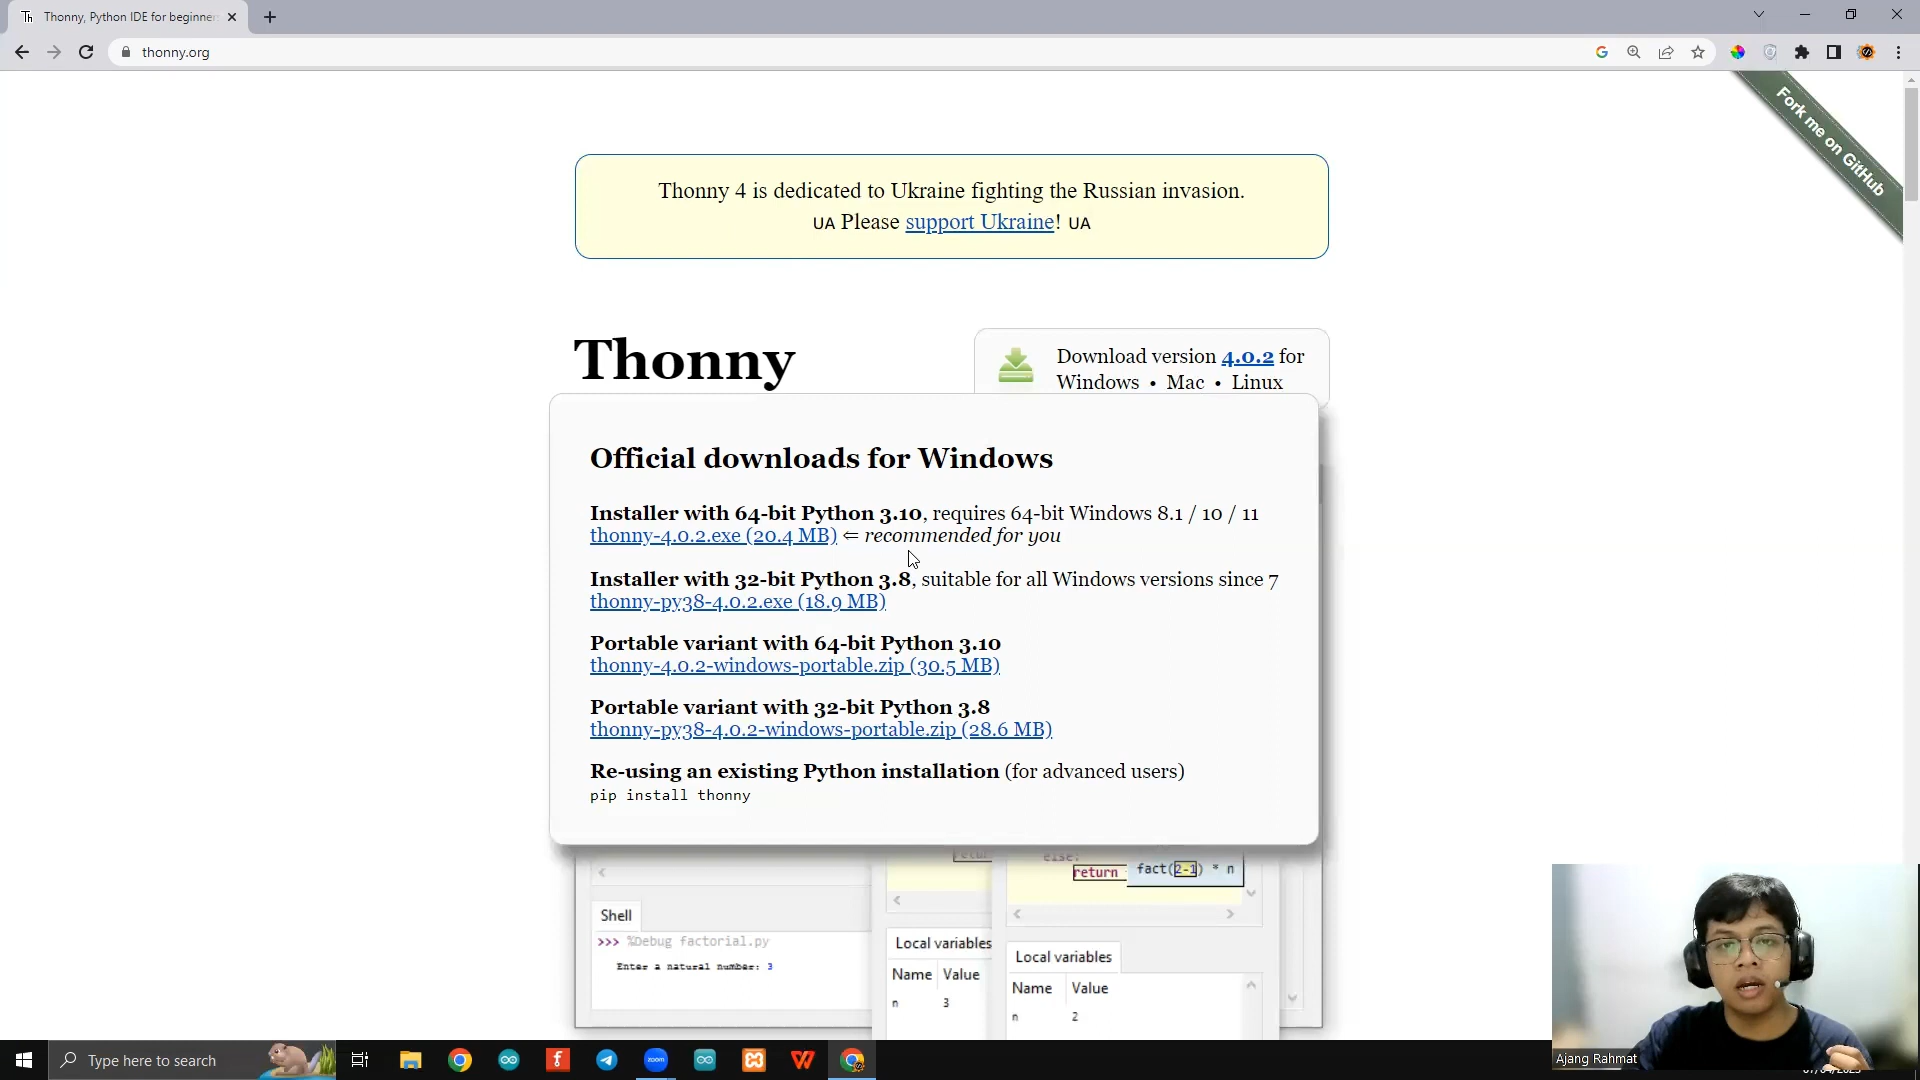 Th Thonny, Python IDE for beginner
thonny.org
Fork me on GitHub
Thonny 4 is dedicated to Ukraine fighting the Russian invasion.
UA Please support Ukraine! UA
Thonny
Download version 4.0.2 for
Windows • Mac • Linux
Official downloads for Windows
Installer with 64-bit Python 3.10, requires 64-bit Windows 8.1 / 10 / 11
thonny-4.0.2.exe (20.4 MB) ⇐ recommended for you
Installer with 32-bit Python 3.8, suitable for all Windows versions since 7
thonny-py38-4.0.2.exe (18.9 MB)
Portable variant with 64-bit Python 3.10
thonny-4.0.2-windows-portable.zip (30.5 MB)
Portable variant with 32-bit Python 3.8
thonny-py38-4.0.2-windows-portable.zip (28.6 MB)
Re-using an existing Python installation (for advanced users)
pip install thonny
else:
return fact(2-1) * n
Shell
>>> %Debug factorial.py
Enter a natural number: 3
Local variables
Name Value
n 3
Local variables
Name Value
n 2
Ajang Rahmat
Type here to search
zoom